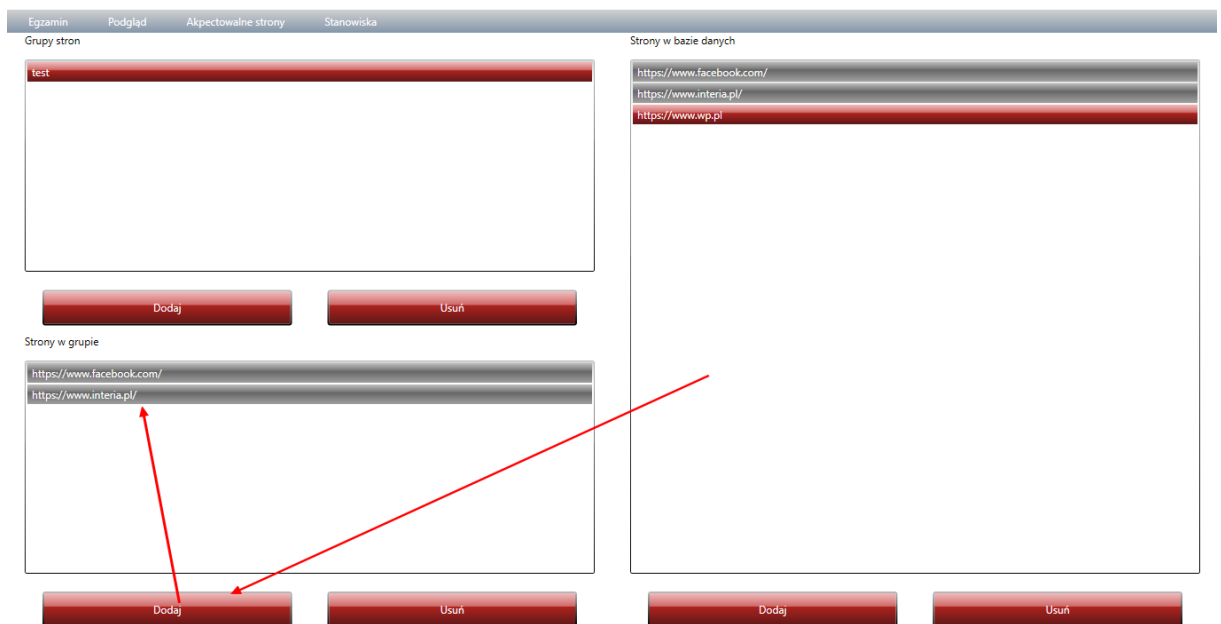 Egzamin Podgląd Akpectowalne strony Stanowiska
Grupy stron
test
Dodaj Usuń
Strony w grupie
https://www.facebook.com/
https://www.interia.pl/
Dodaj Usuń
Strony w bazie danych
https://www.facebook.com/
https://www.interia.pl/
https://www.wp.pl
Dodaj Usuń